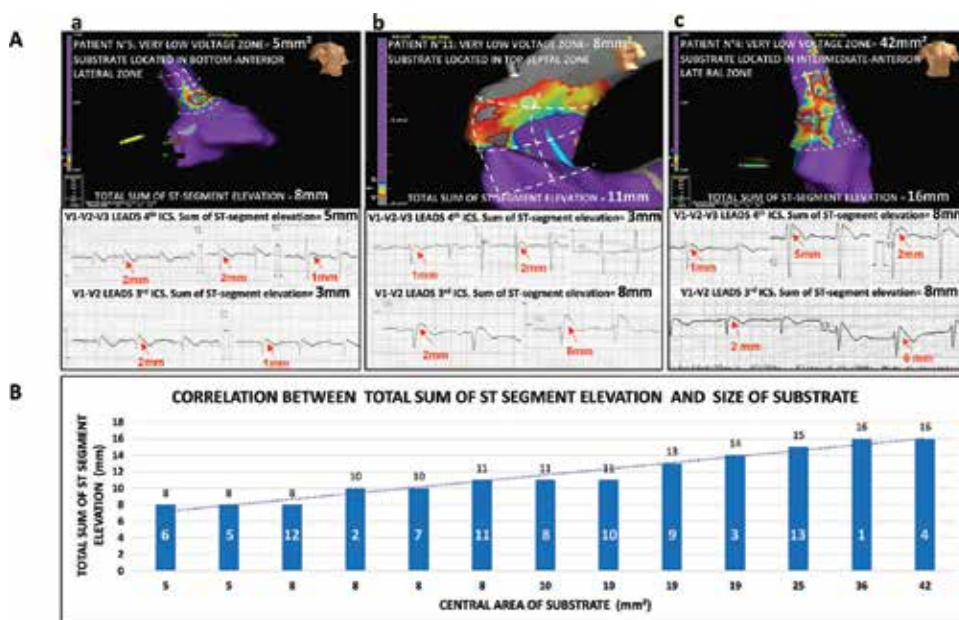 a
b
c
A
PATIENT N°5: VERY LOW VOLTAGE ZONE= 5mm²
SUBSTRATE LOCATED IN BOTTOM-ANTERIOR
LATERAL ZONE
TOTAL SUM OF ST-SEGMENT ELEVATION = 8mm
PATIENT N°11: VERY LOW VOLTAGE ZONE= 8mm²
SUBSTRATE LOCATED IN TOP SEPTAL ZONE
TOTAL SUM OF ST-SEGMENT ELEVATION= 11mm
PATIENT N°4: VERY LOW VOLTAGE ZONE= 42mm²
SUBSTRATE LOCATED IN INTERMEDIATE-ANTERIOR
LATE RAL ZONE
TOTAL SUM OF ST-SEGMENT ELEVATION = 16mm
V1-V2-V3 LEADS 4th ICS. Sum of ST-segment elevation= 5mm
2mm
2mm
1mm
V1-V2 LEADS 3rd ICS. Sum of ST-segment elevation= 3mm
2mm
1mm
V1-V2-V3 LEADS 4th ICS. Sum of ST-segment elevation= 3mm
1mm
2mm
V1-V2 LEADS 3rd ICS. Sum of ST-segment elevation= 8mm
2mm
V1-V2-V3 LEADS 4th ICS. Sum of ST-segment elevation= 8mm
1mm
5mm
2mm
V1-V2 LEADS 3rd ICS. Sum of ST-segment elevation= 8mm
2 mm
6 mm
B
CORRELATION BETWEEN TOTAL SUM OF ST SEGMENT ELEVATION AND SIZE OF SUBSTRATE
TOTAL SUM OF ST SEGMENT
ELEVATION (mm)
18
16
14
12
10
8
6
4
2
0
8 8 8 10 10 11 11 11 13 14 15 16 16
6 5 12 2 7 11 8 10 9 3 13 1 4
5 5 8 8 8 8 10 10 19 19 25 36 42
CENTRAL AREA OF SUBSTRATE (mm²)